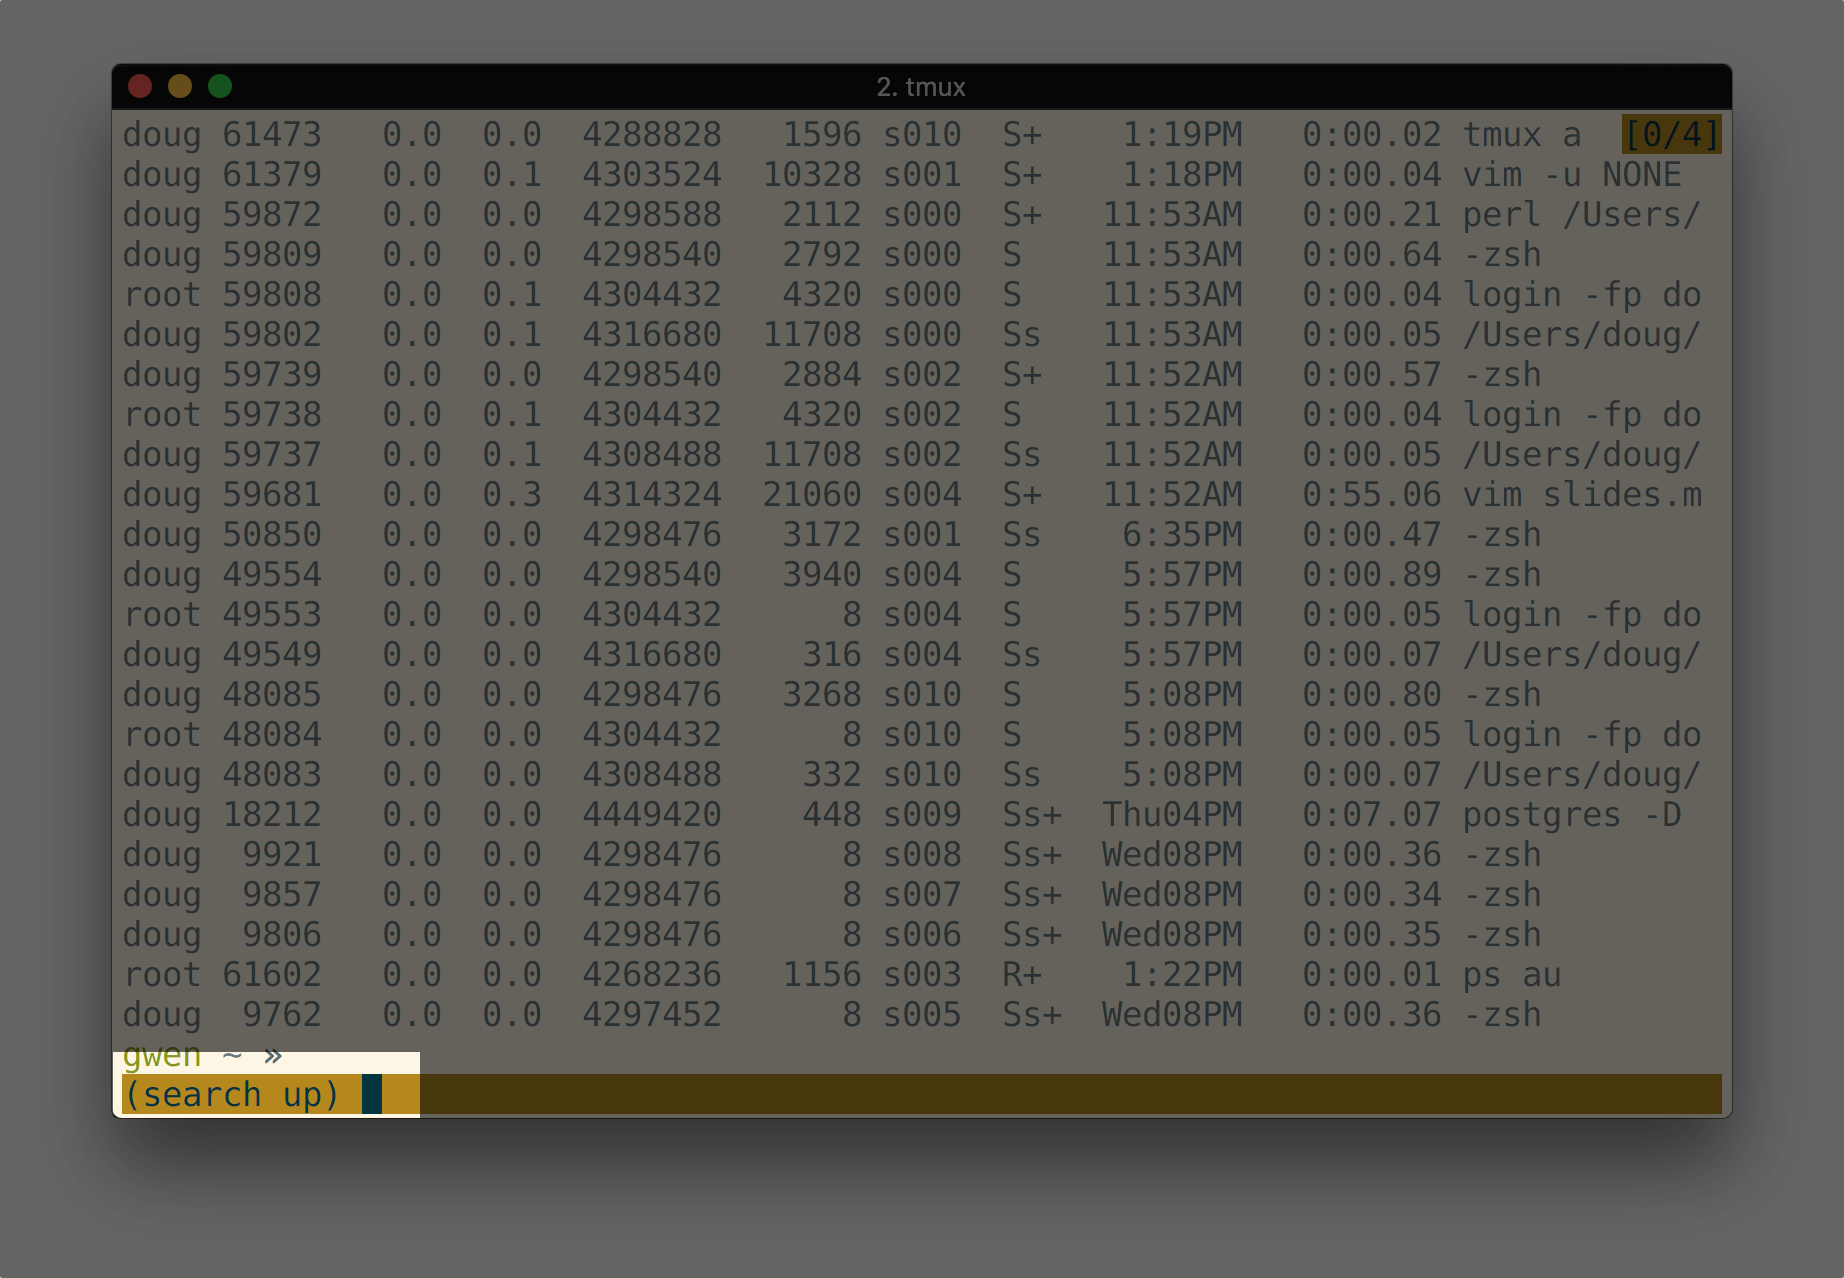 2. tmux
doug 61473   0.0  0.0  4288828   1596 s010  S+    1:19PM   0:00.02 tmux a  [0/4]
doug 61379   0.0  0.1  4303524  10328 s001  S+    1:18PM   0:00.04 vim -u NONE
doug 59872   0.0  0.0  4298588   2112 s000  S+   11:53AM   0:00.21 perl /Users/
doug 59809   0.0  0.0  4298540   2792 s000  S    11:53AM   0:00.64 -zsh
root 59808   0.0  0.1  4304432   4320 s000  S    11:53AM   0:00.04 login -fp do
doug 59802   0.0  0.1  4316680  11708 s000  Ss   11:53AM   0:00.05 /Users/doug/
doug 59739   0.0  0.0  4298540   2884 s002  S+   11:52AM   0:00.57 -zsh
root 59738   0.0  0.1  4304432   4320 s002  S    11:52AM   0:00.04 login -fp do
doug 59737   0.0  0.1  4308488  11708 s002  Ss   11:52AM   0:00.05 /Users/doug/
doug 59681   0.0  0.3  4314324  21060 s004  S+   11:52AM   0:55.06 vim slides.m
doug 50850   0.0  0.0  4298476   3172 s001  Ss    6:35PM   0:00.47 -zsh
doug 49554   0.0  0.0  4298540   3940 s004  S     5:57PM   0:00.89 -zsh
root 49553   0.0  0.0  4304432      8 s004  S     5:57PM   0:00.05 login -fp do
doug 49549   0.0  0.0  4316680    316 s004  Ss    5:57PM   0:00.07 /Users/doug/
doug 48085   0.0  0.0  4298476   3268 s010  S     5:08PM   0:00.80 -zsh
root 48084   0.0  0.0  4304432      8 s010  S     5:08PM   0:00.05 login -fp do
doug 48083   0.0  0.0  4308488    332 s010  Ss    5:08PM   0:00.07 /Users/doug/
doug 18212   0.0  0.0  4449420    448 s009  Ss+  Thu04PM   0:07.07 postgres -D
doug  9921   0.0  0.0  4298476      8 s008  Ss+  Wed08PM   0:00.36 -zsh
doug  9857   0.0  0.0  4298476      8 s007  Ss+  Wed08PM   0:00.34 -zsh
doug  9806   0.0  0.0  4298476      8 s006  Ss+  Wed08PM   0:00.35 -zsh
root 61602   0.0  0.0  4268236   1156 s003  R+    1:22PM   0:00.01 ps au
doug  9762   0.0  0.0  4297452      8 s005  Ss+  Wed08PM   0:00.36 -zsh
gwen ~ »
(search up)